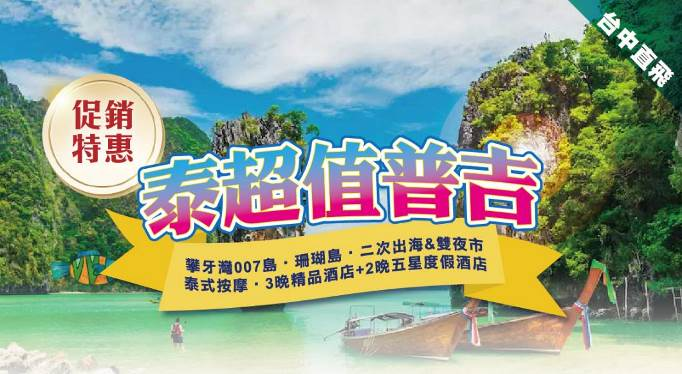 台中直飛
促銷
特惠
泰超值普吉
攀牙灣007島·珊瑚島·二次出海&雙夜市
泰式按摩·3晚精品酒店+2晚五星度假酒店